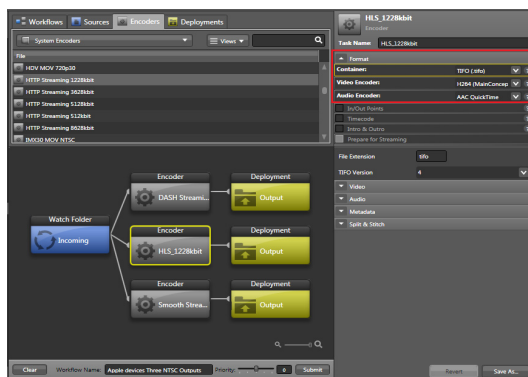 Workflows
Sources
Encoders
Deployments
System Encoders
Views
File
HDV MOV 720p30
HTTP Streaming 1228kbit
HTTP Streaming 3628kbit
HTTP Streaming 5128kbit
HTTP Streaming 512kbit
HTTP Streaming 8628kbit
IMX30 MOV NTSC
Watch Folder
Incoming
Encoder
DASH Streami...
Deployment
Output
Encoder
HLS_1228kbit
Deployment
Output
Encoder
Smooth Strea...
Deployment
Output
Clear
Workflow Name:
Apple devices Three NTSC Outputs
Priority:
0
Submit
HLS_1228kbit
Encoder
Task Name
HLS_1228kbit
Format
Container:
TIFO (.tifo)
Video Encoder:
H264 (MainConcep
Audio Encoder:
AAC QuickTime
In/Out Points
Timecode
Intro & Outro
Prepare for Streaming
File Extension
tifo
TIFO Version
4
Video
Audio
Metadata
Split & Stitch
Revert
Save As...